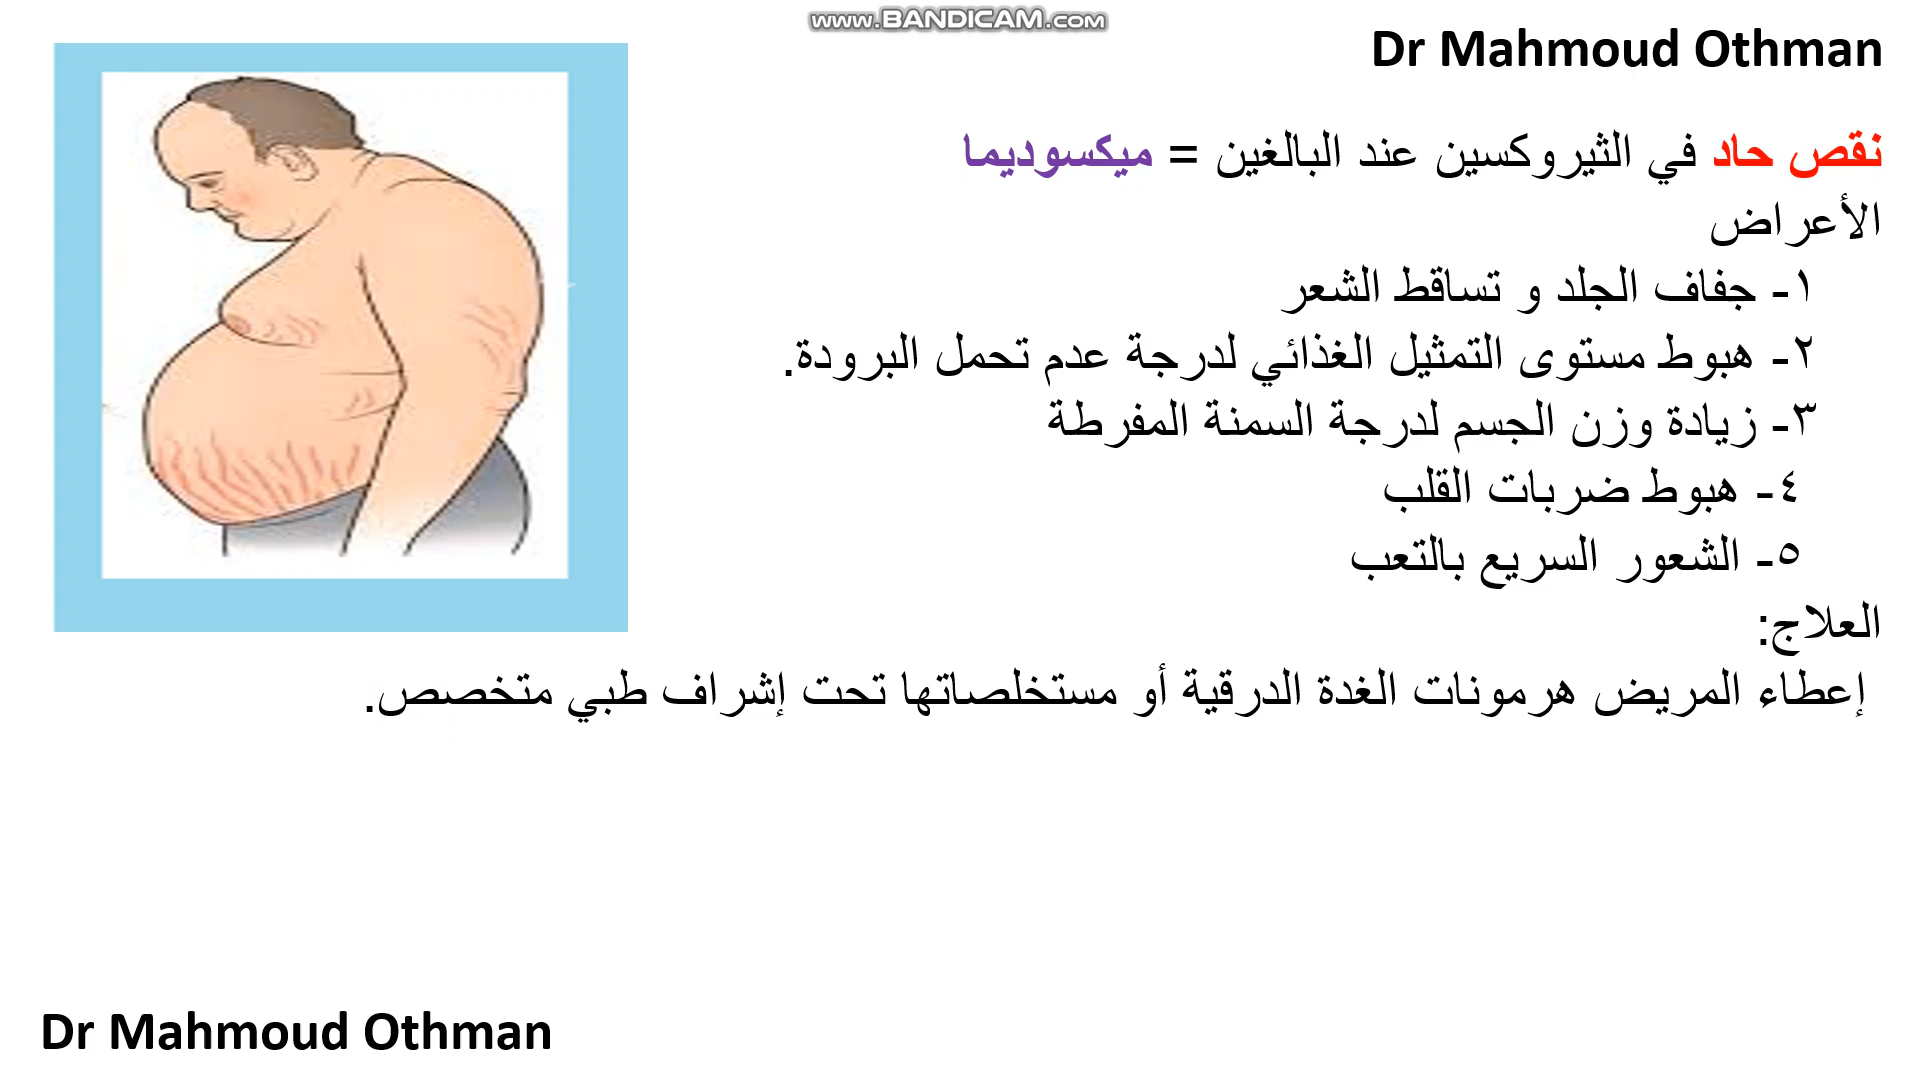 www.BANDICAM.com
Dr Mahmoud Othman
نقص حاد في الثيروكسين عند البالغين = ميكسوديما
الأعراض
١- جفاف الجلد و تساقط الشعر
٢- هبوط مستوى التمثيل الغذائي لدرجة عدم تحمل البرودة.
٣- زيادة وزن الجسم لدرجة السمنة المفرطة
٤- هبوط ضربات القلب
٥- الشعور السريع بالتعب
العلاج:
إعطاء المريض هرمونات الغدة الدرقية أو مستخلصاتها تحت إشراف طبي متخصص.
Dr Mahmoud Othman